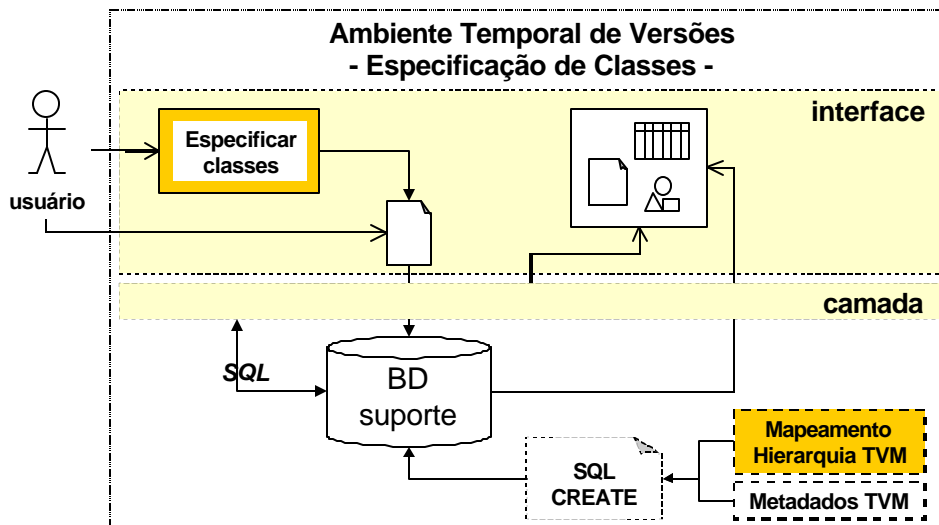 Ambiente Temporal de Versões
- Especificação de Classes -
interface
Especificar
classes
usuário
camada
SQL
BD
suporte
SQL
CREATE
Mapeamento
Hierarquia TVM
Metadados TVM